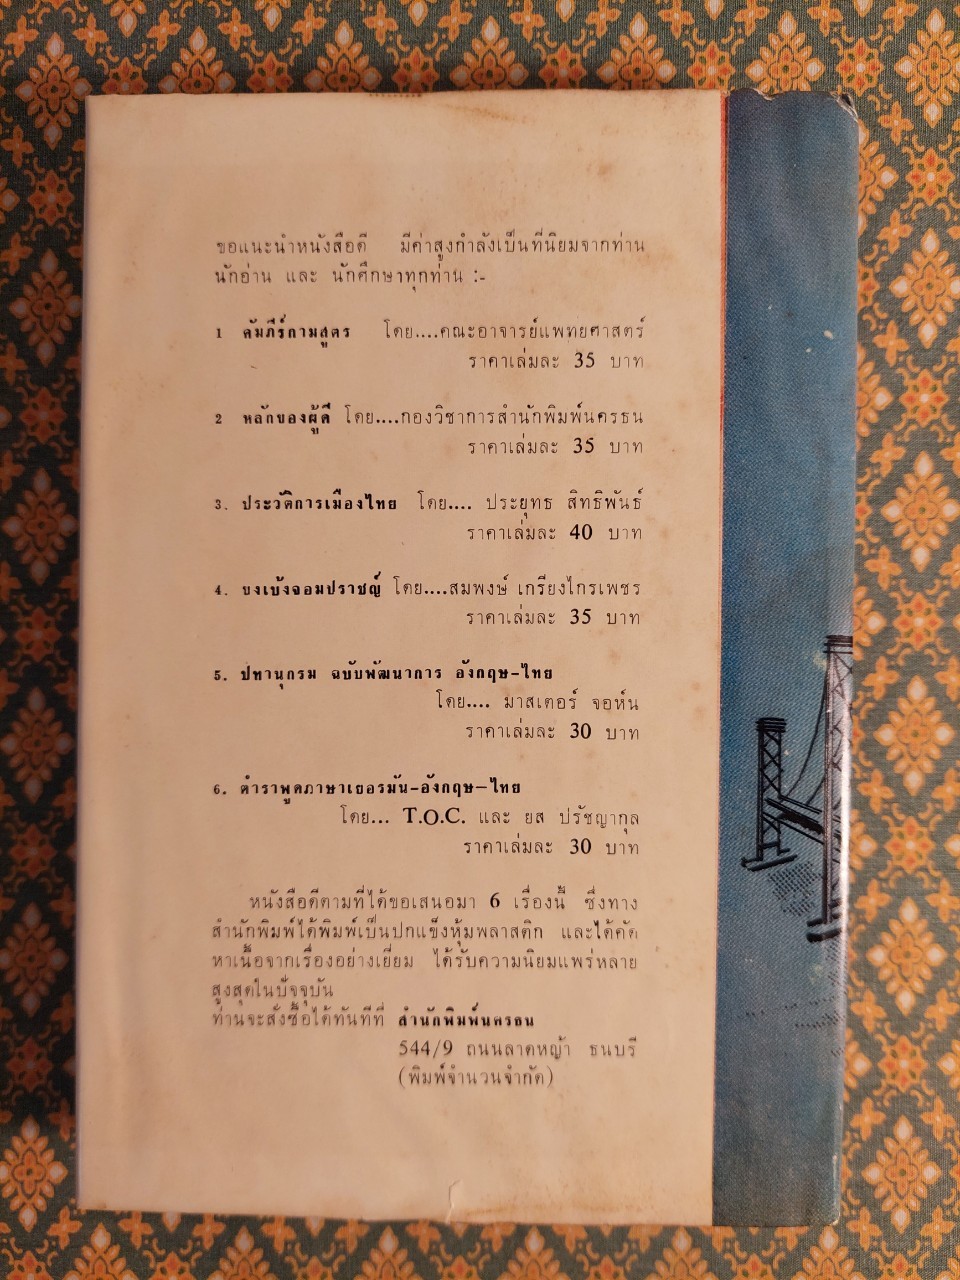 ขอแนะนำหนังสือดี มีค่าสูงกำลังเป็นที่นิยมจากท่าน
นักอ่าน และ นักศึกษาทุกท่าน :-
1 คัมภีร์กามสูตร โดย....คณะอาจารย์แพทยศาสตร์
ราคาเล่มละ 35 บาท
2 หลักของผู้ดี โดย....กองวิชาการสำนักพิมพ์นครธน
ราคาเล่มละ 35 บาท
3. ประวัติการเมืองไทย โดย.... ประยุทธ สิทธิพันธ์
ราคาเล่มละ 40 บาท
4. ขงเบ้งจอมปราชญ์ โดย....สมพงษ์ เกรียงไกรเพชร
ราคาเล่มละ 35 บาท
5. ปทานุกรม ฉบับพัฒนาการ อังกฤษ-ไทย
โดย.... มาสเตอร์ จอห์น
ราคาเล่มละ 30 บาท
6. ตำราพูดภาษาเยอรมัน-อังกฤษ-ไทย
โดย... T.O.C. และ ยส ปรัชญากุล
ราคาเล่มละ 30 บาท
หนังสือดีตามที่ได้ขอเสนอมา 6 เรื่องนี้ ซึ่งทาง
สำนักพิมพ์ได้พิมพ์เป็นปกแข็งหุ้มพลาสติก และได้คัด
หาเนื้อจากเรื่องอย่างเยี่ยม ได้รับความนิยมแพร่หลาย
สูงสุดในปัจจุบัน
ท่านจะสั่งซื้อได้ทันทีที่ สำนักพิมพ์นครธน
544/9 ถนนลาดหญ้า ธนบุรี
(พิมพ์จำนวนจำกัด)